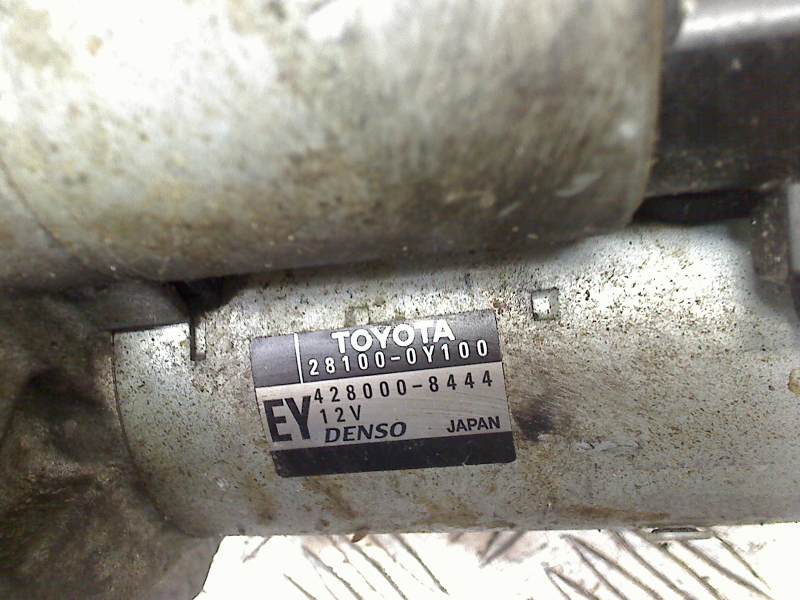 TOYOTA
28100-0Y100
428000-8444
EY 12V
DENSO JAPAN